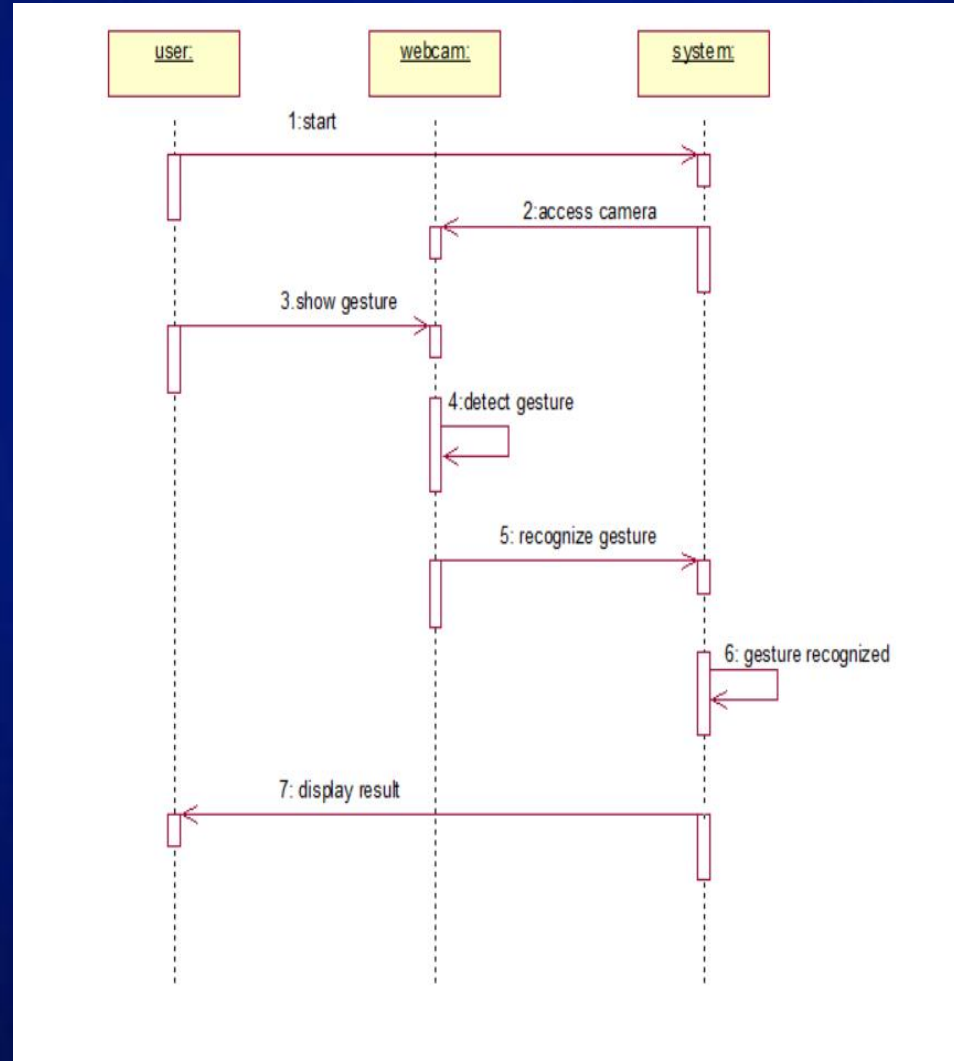 user:
webcam:
system:
1:start
2:access camera
3.show gesture
4:detect gesture
5: recognize gesture
6: gesture recognized
7: display result